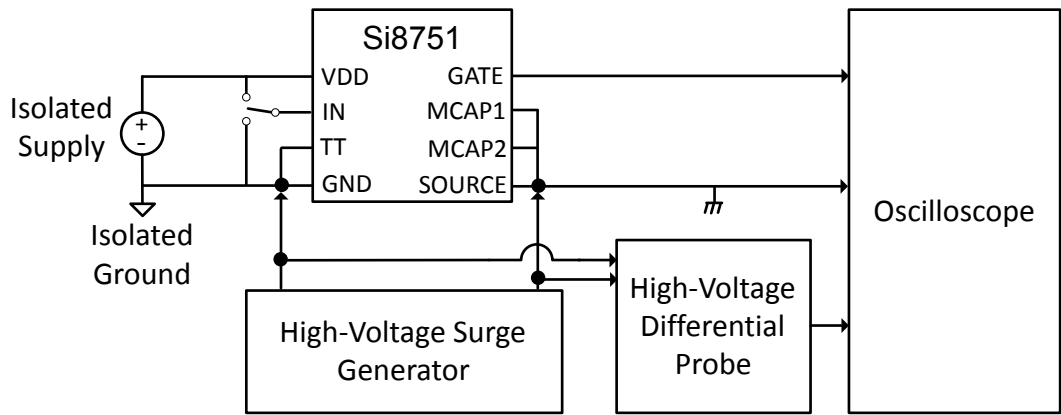 Si8751
VDD
GATE
IN
MCAP1
TT
MCAP2
GND
SOURCE
Isolated
Supply
+
-
Isolated
Ground
Oscilloscope
High-Voltage Surge
Generator
High-Voltage
Differential
Probe